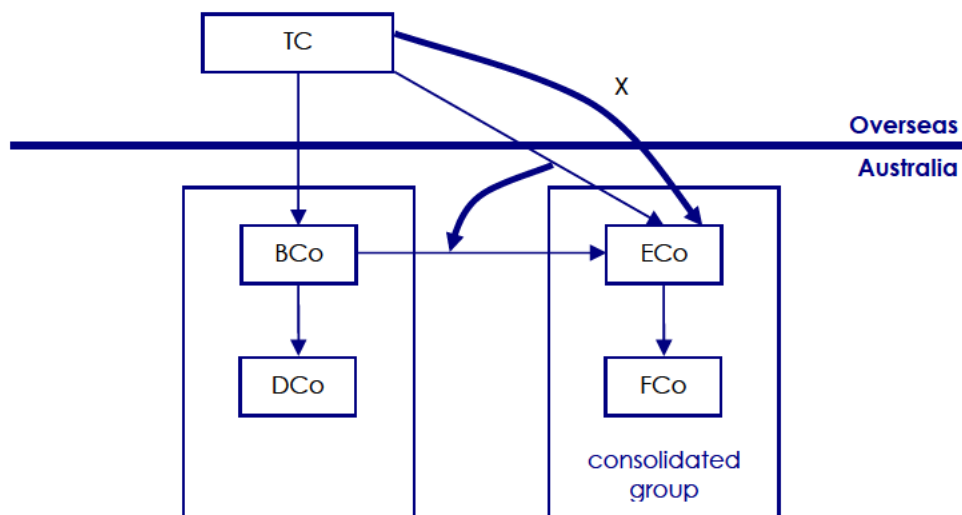 TC
X
Overseas
Australia
BCo
ECo
DCo
FCo
consolidated
group